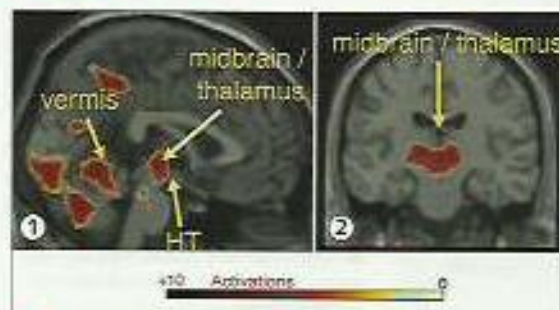 midbrain /
thalamus
vermis
HT
1
midbrain / thalamus
2
±10 Activations 0